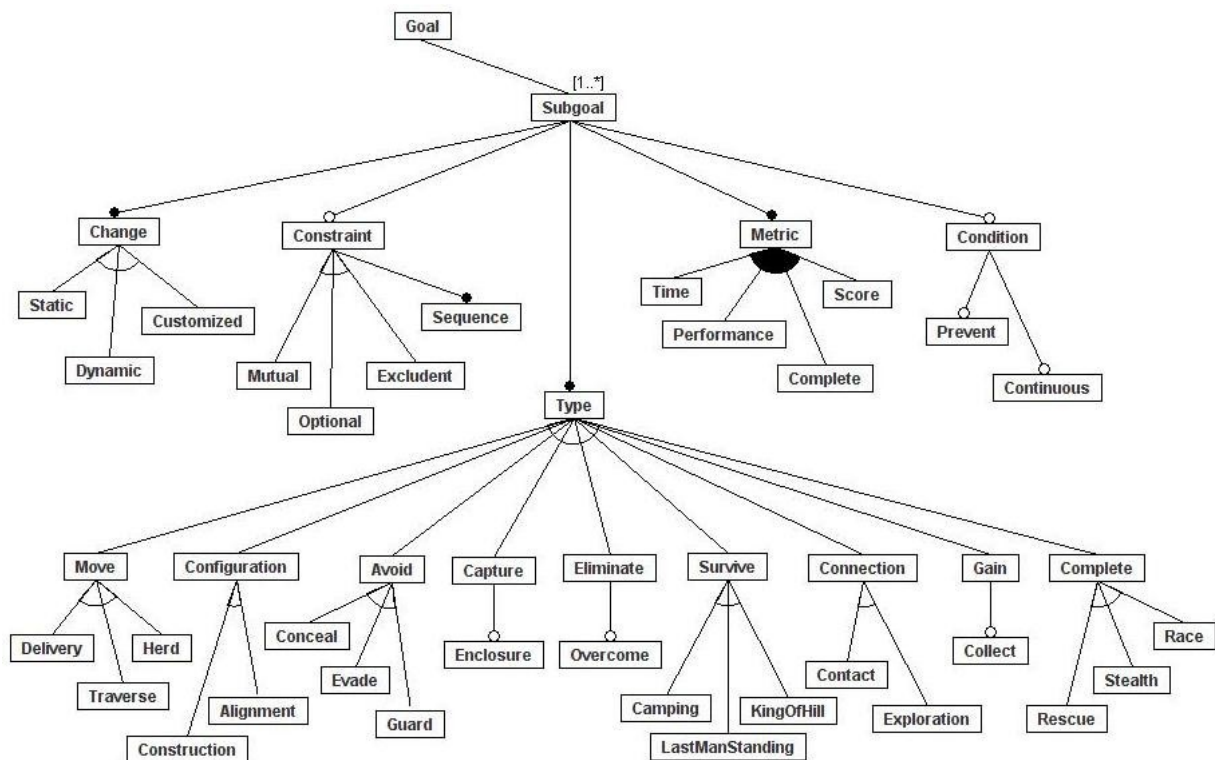 Goal
[1..*]
Subgoal
Change
Constraint
Metric
Condition
Static
Customized
Dynamic
Sequence
Mutual
Excludent
Optional
Time
Score
Performance
Complete
Prevent
Continuous
Type
Move
Configuration
Avoid
Capture
Eliminate
Survive
Connection
Gain
Complete
Delivery
Herd
Traverse
Construction
Alignment
Conceal
Evade
Guard
Enclosure
Overcome
Camping
KingOfHill
LastManStanding
Contact
Exploration
Collect
Race
Stealth
Rescue